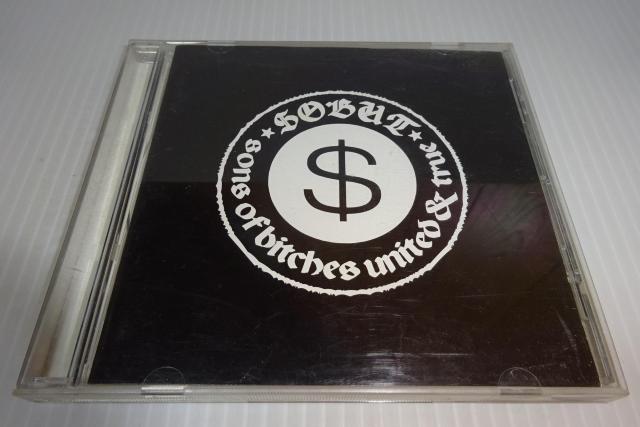 ★ SOBUT ★
sons of bitches united & true
$